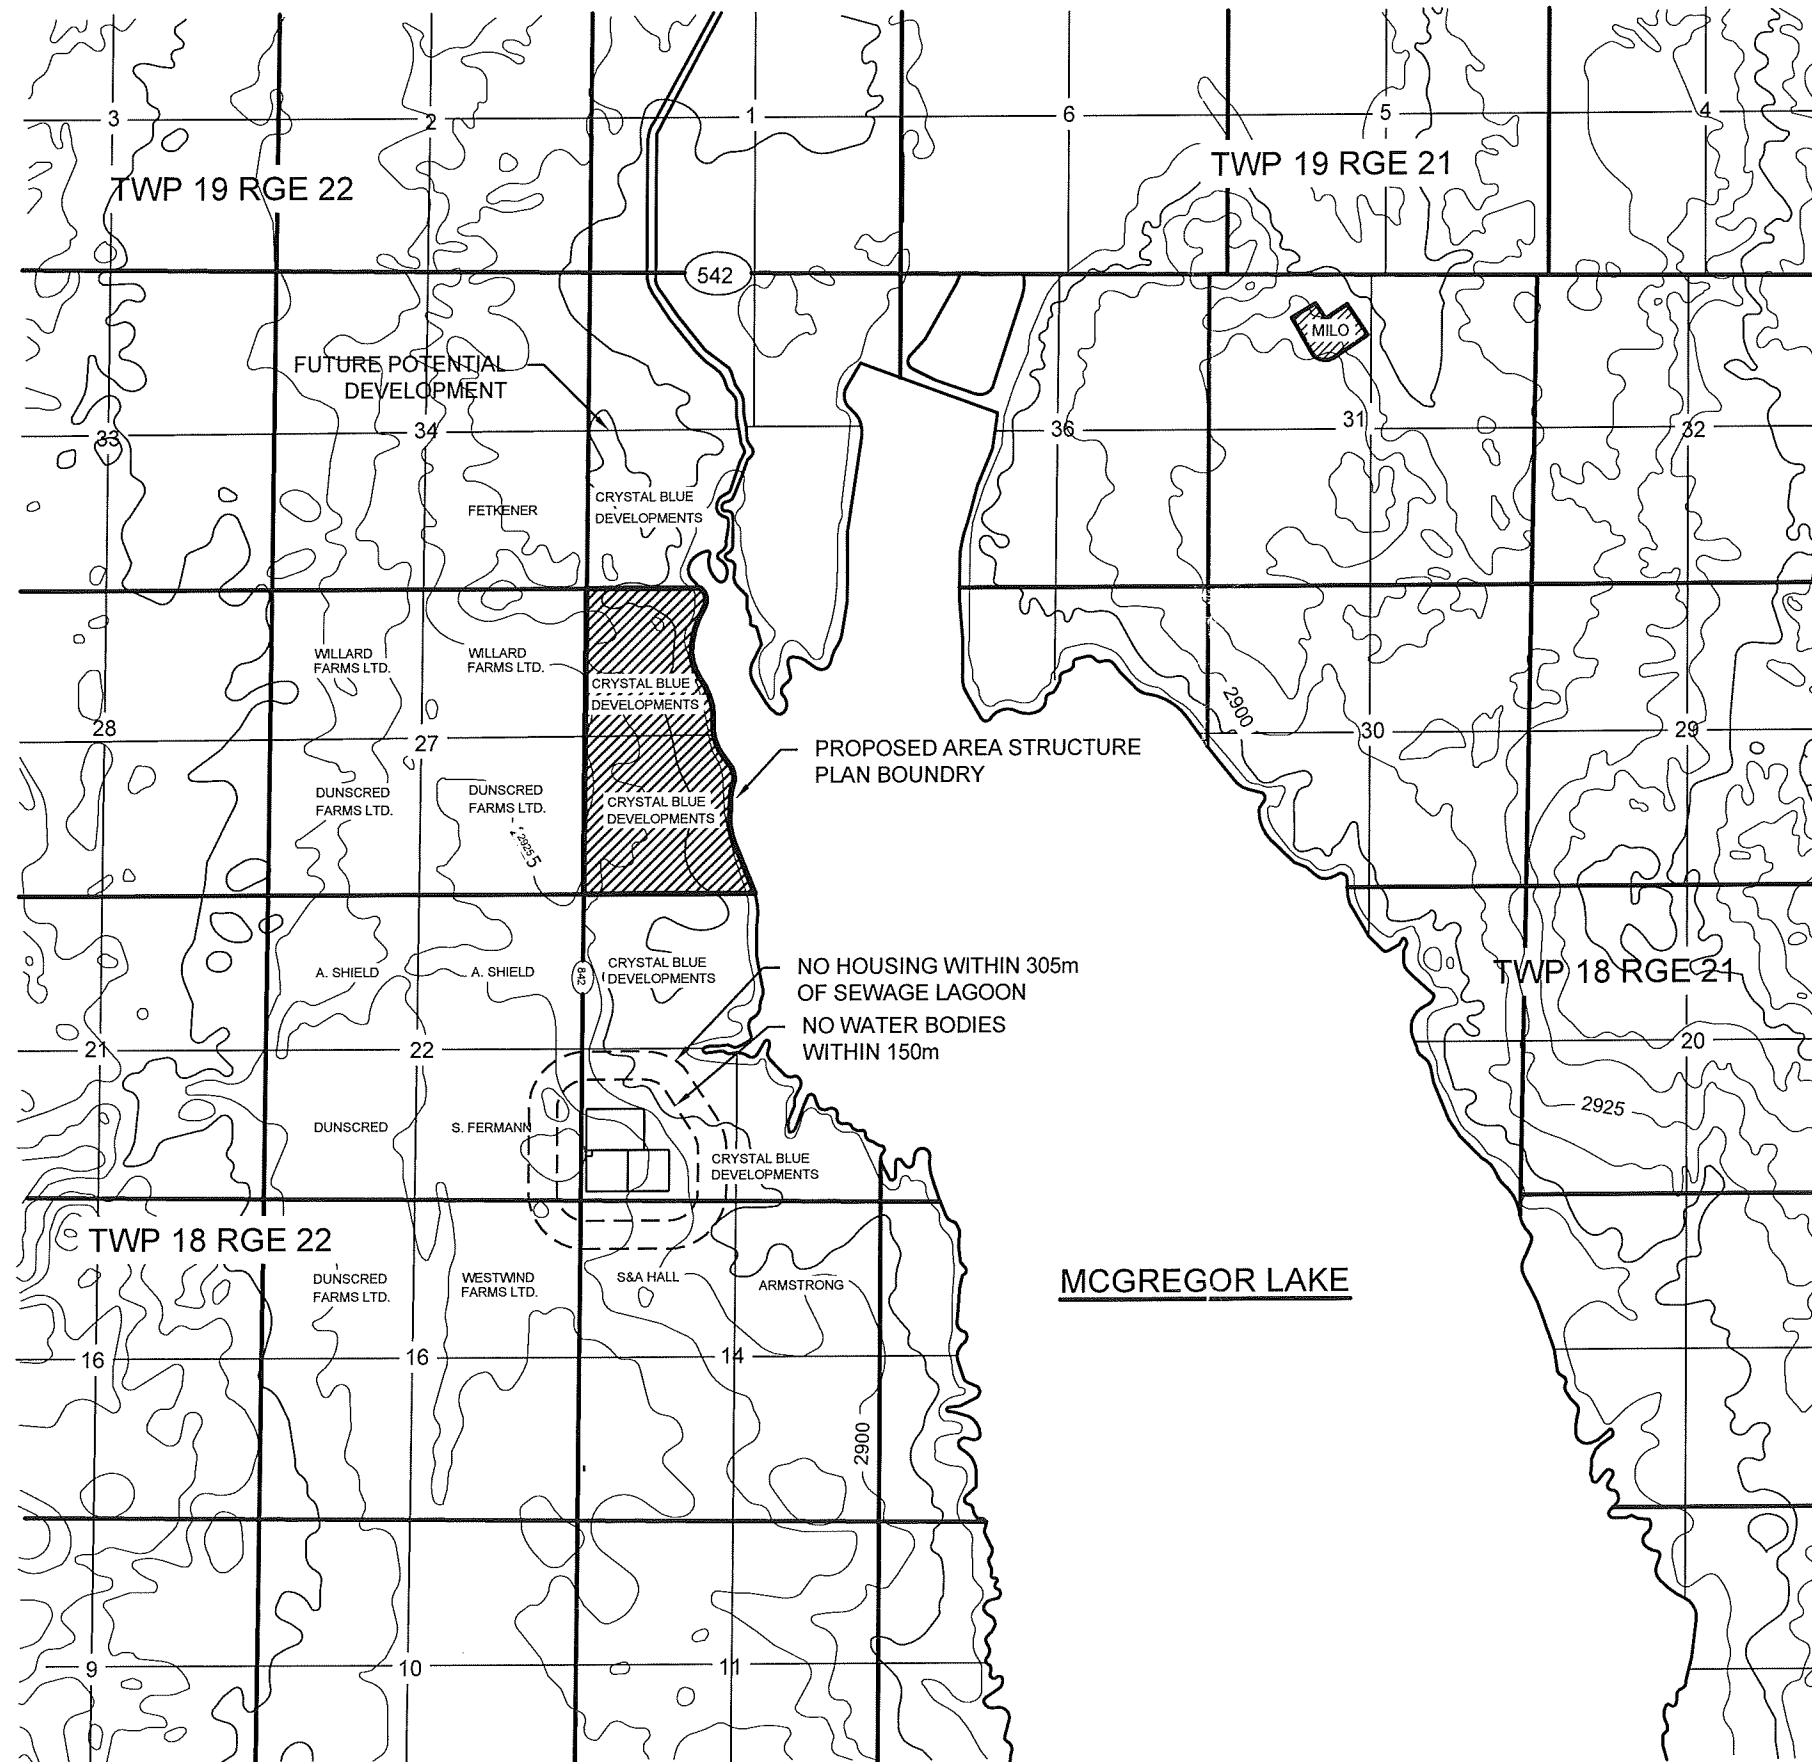 3
2
1
6
5
4
TWP 19 RGE 22
TWP 19 RGE 21
542
MILO
FUTURE POTENTIAL
DEVELOPMENT
33
34
36
31
32
FETKENER
CRYSTAL BLUE
DEVELOPMENTS
WILLARD
FARMS LTD.
WILLARD
FARMS LTD.
CRYSTAL BLUE
DEVELOPMENTS
2900
28
27
30
29
PROPOSED AREA STRUCTURE
PLAN BOUNDRY
DUNSCRED
FARMS LTD.
DUNSCRED
FARMS LTD.
CRYSTAL BLUE
DEVELOPMENTS
2925
A. SHIELD
A. SHIELD
842
CRYSTAL BLUE
DEVELOPMENTS
NO HOUSING WITHIN 305m
OF SEWAGE LAGOON
TWP 18 RGE 21
NO WATER BODIES
WITHIN 150m
21
22
20
2925
DUNSCRED
S. FERMANN
CRYSTAL BLUE
DEVELOPMENTS
TWP 18 RGE 22
DUNSCRED
FARMS LTD.
WESTWIND
FARMS LTD.
S&A HALL
ARMSTRONG
MCGREGOR LAKE
16
16
14
2900
9
10
11